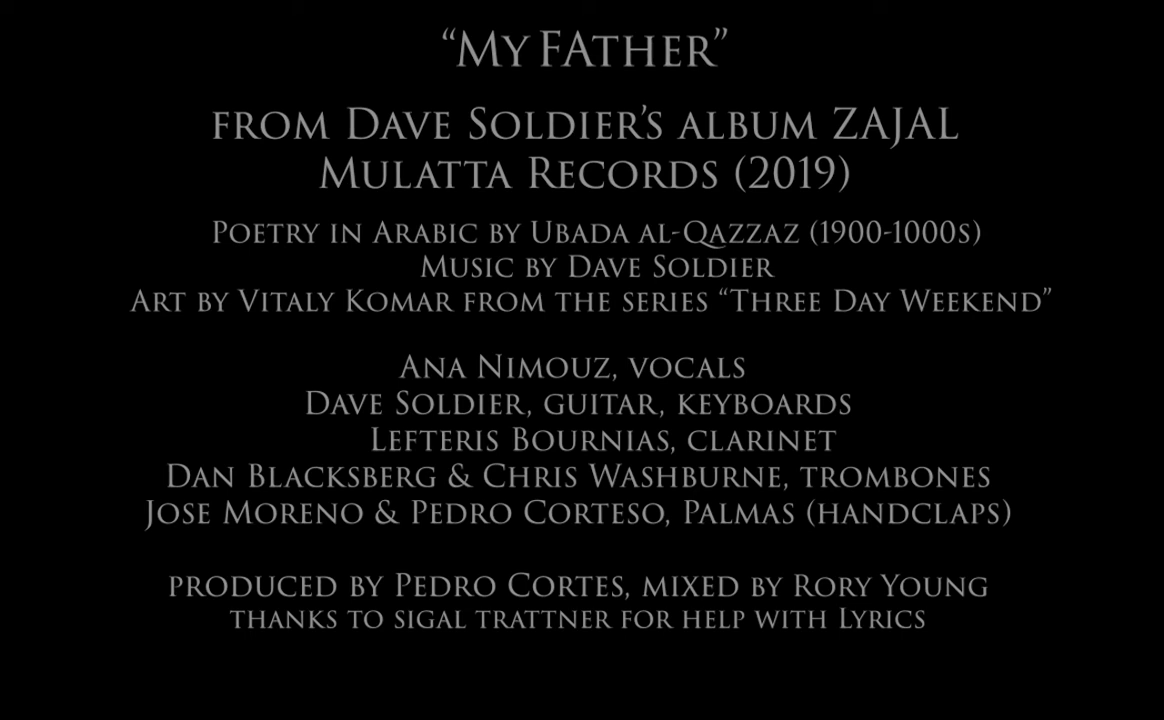 “My Father”
from Dave Soldier’s album ZAJAL
Mulatta Records (2019)
Poetry in Arabic by Ubada al-Qazzaz (1900-1000s)
Music by Dave Soldier
Art by Vitaly Komar from the series “Three Day Weekend”
Ana Nimouz, vocals
Dave Soldier, guitar, keyboards
Lefteris Bournias, clarinet
Dan Blacksberg & Chris Washburne, trombones
Jose Moreno & Pedro Corteso, Palmas (handclaps)
produced by Pedro Cortes, mixed by Rory Young
thanks to sigal trattner for help with Lyrics